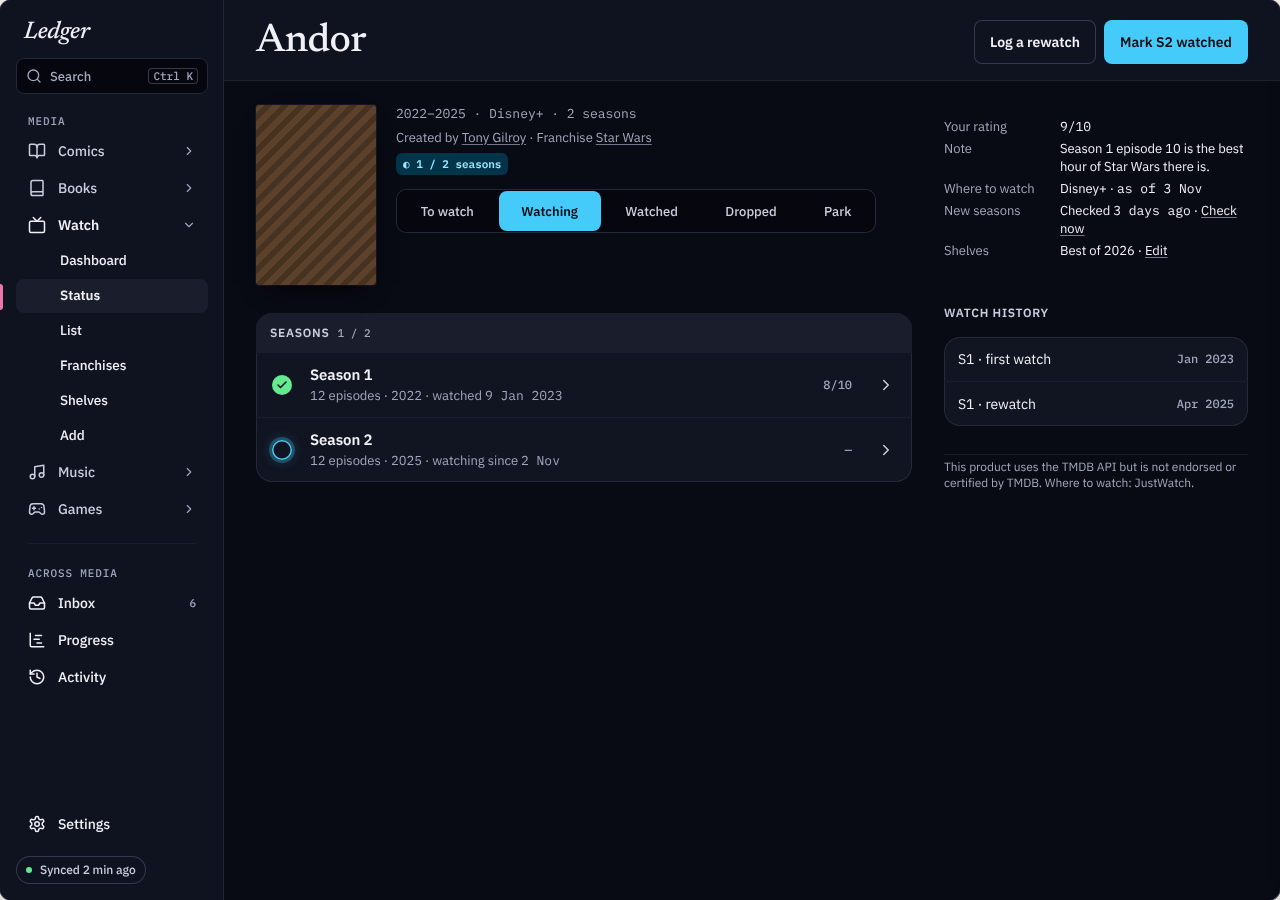 Ledger
Search Ctrl K
MEDIA
Comics
Books
Watch
Dashboard
Status
List
Franchises
Shelves
Add
Music
Games
ACROSS MEDIA
Inbox 6
Progress
Activity
Settings
Synced 2 min ago
Andor
Log a rewatch
Mark S2 watched
2022–2025 · Disney+ · 2 seasons
Created by Tony Gilroy · Franchise Star Wars
1 / 2 seasons
To watch Watching Watched Dropped Park
SEASONS 1 / 2
Season 1
12 episodes · 2022 · watched 9 Jan 2023
8/10
Season 2
12 episodes · 2025 · watching since 2 Nov
–
Your rating 9/10
Note Season 1 episode 10 is the best
hour of Star Wars there is.
Where to watch Disney+ · as of 3 Nov
New seasons Checked 3 days ago · Check
now
Shelves Best of 2026 · Edit
WATCH HISTORY
S1 · first watch Jan 2023
S1 · rewatch Apr 2025
This product uses the TMDB API but is not endorsed or
certified by TMDB. Where to watch: JustWatch.